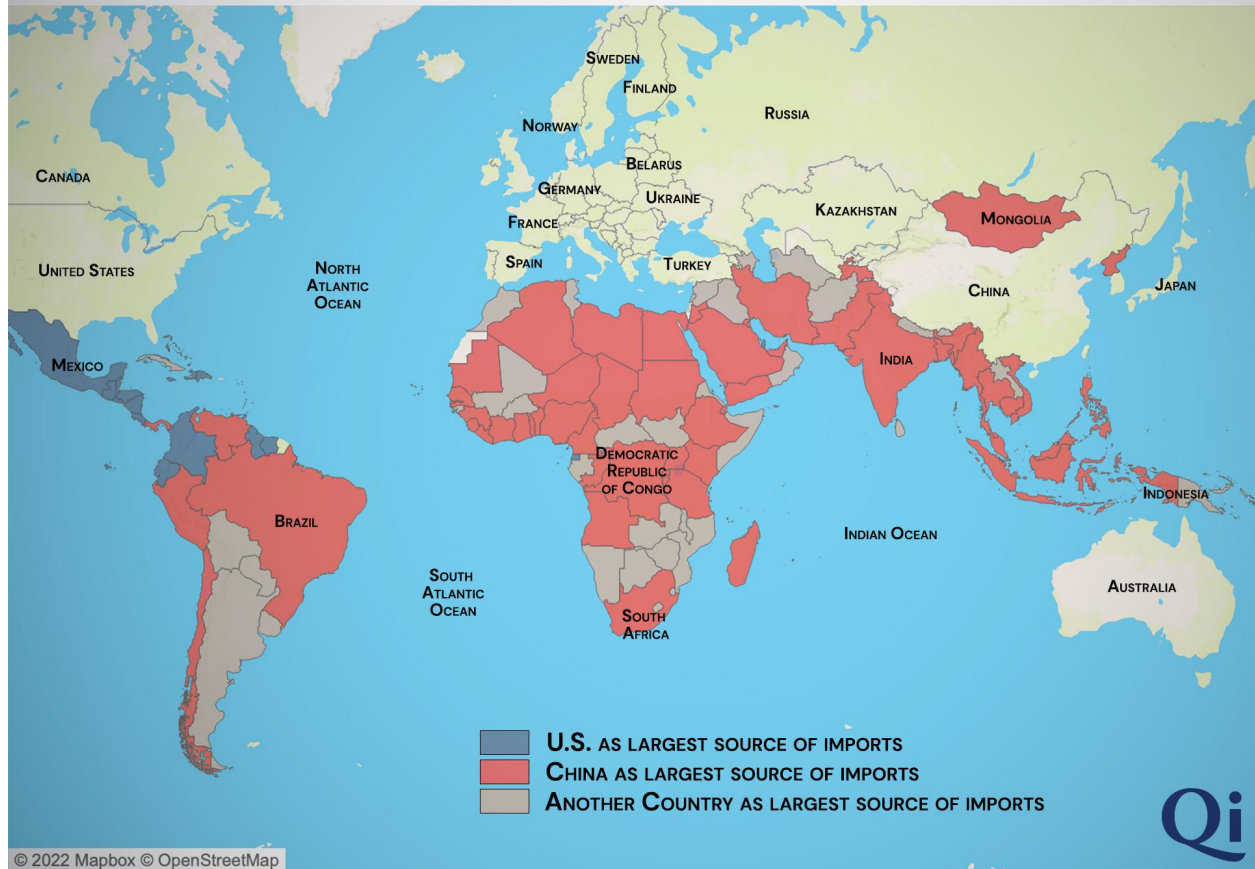 Sweden
Finland
Russia
Norway
Belarus
Canada
Germany
Ukraine
Kazakhstan
Mongolia
France
Spain
Turkey
United States
North
Atlantic
Ocean
China
Japan
Mexico
India
Democratic
Republic
of Congo
Indonesia
Brazil
Indian Ocean
South
Atlantic
Ocean
Australia
South
Africa
U.S. as largest source of imports
China as largest source of imports
Another Country as largest source of imports
Qi
© 2022 Mapbox © OpenStreetMap